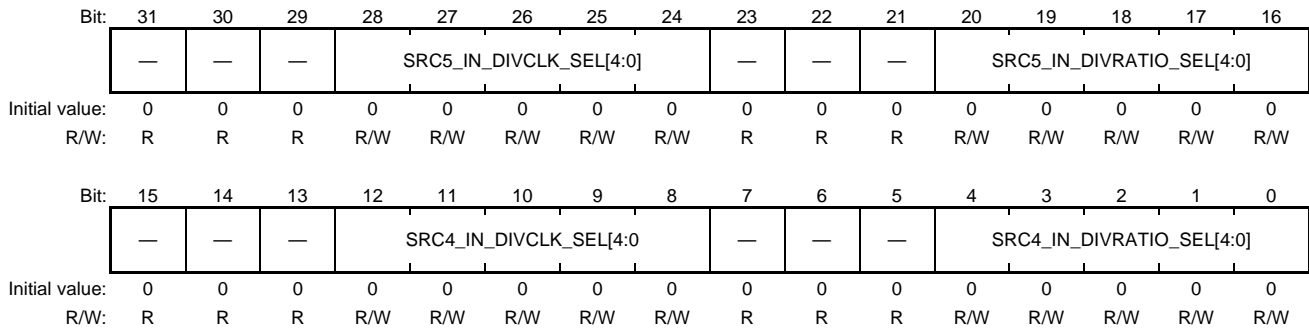 Bit: 31 30 29 28 27 26 25 24 23 22 21 20 19 18 17 16
— — — SRC5_IN_DIVCLK_SEL[4:0] — — — SRC5_IN_DIVRATIO_SEL[4:0]
Initial value: 0 0 0 0 0 0 0 0 0 0 0 0 0 0 0 0
R/W: R R R R/W R/W R/W R/W R/W R R R R/W R/W R/W R/W R/W
Bit: 15 14 13 12 11 10 9 8 7 6 5 4 3 2 1 0
— — — SRC4_IN_DIVCLK_SEL[4:0 — — — SRC4_IN_DIVRATIO_SEL[4:0]
Initial value: 0 0 0 0 0 0 0 0 0 0 0 0 0 0 0 0
R/W: R R R R/W R/W R/W R/W R/W R R R R/W R/W R/W R/W R/W